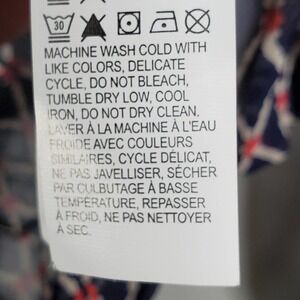 30
MACHINE WASH COLD WITH
LIKE COLORS, DELICATE
CYCLE, DO NOT BLEACH,
TUMBLE DRY LOW, COOL
IRON, DO NOT DRY CLEAN.
LAVER À LA MACHINE À L'EAU
FROIDE AVEC COULEURS
SIMILAIRES, CYCLE DÉLICAT,
NE PAS JAVELLISER, SÉCHER
PAR CULBUTAGE À BASSE
TEMPÉRATURE, REPASSER
À FROID, NE PAS NETTOYER
À SEC.